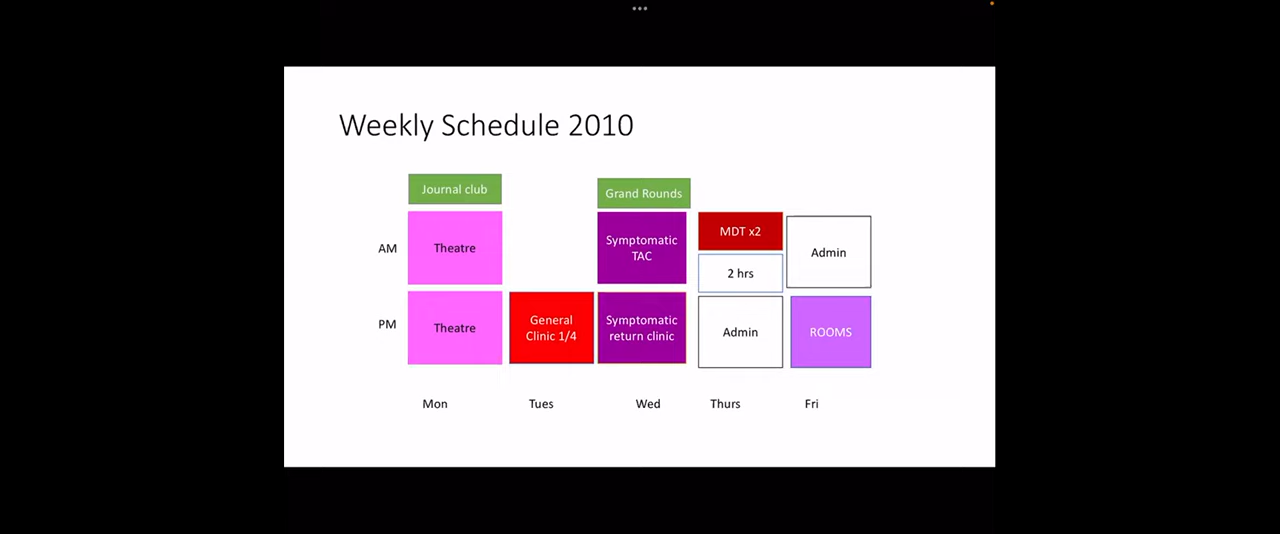 Weekly Schedule 2010
Journal club
Grand Rounds
AM
Theatre
Symptomatic
TAC
MDT x2
2 hrs
Admin
PM
Theatre
General
Clinic 1/4
Symptomatic
return clinic
Admin
ROOMS
Mon
Tues
Wed
Thurs
Fri